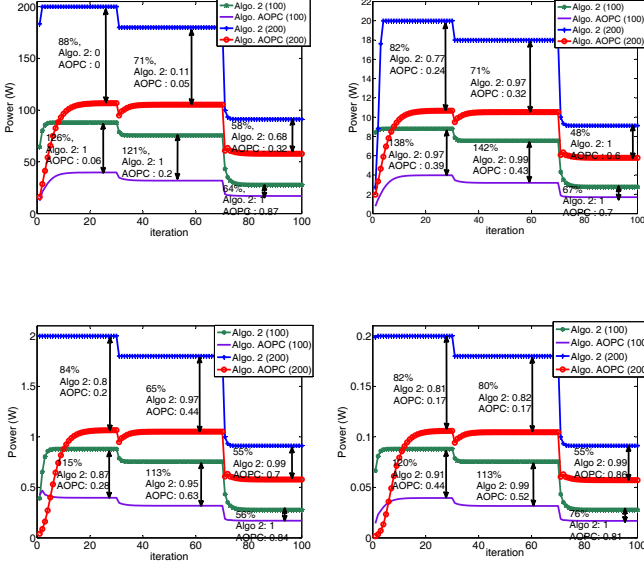 200
150
100
50
0
Power (W)
0
20
40
60
80
100
iteration
Algo. 2 (100)
Algo. AOPC (100)
Algo. 2 (200)
Algo. AOPC (200)
88%,
Algo. 2: 0
AOPC : 0
71%,
Algo. 2: 0.11
AOPC : 0.05
126%,
Algo. 2: 1
AOPC : 0.06
121%,
Algo. 2: 1
AOPC : 0.2
58%,
Algo. 2: 0.68
AOPC : 0.32
64%,
Algo. 2: 1
AOPC : 0.87
22
20
18
16
14
12
10
8
6
4
2
0
Power (W)
0
20
40
60
80
100
iteration
Algo. 2 (100)
Algo. AOPC (100)
Algo. 2 (200)
Algo. AOPC (200)
82%
Algo. 2: 0.77
AOPC : 0.24
71%
Algo. 2: 0.97
AOPC : 0.32
138%
Algo. 2: 0.97
AOPC : 0.39
142%
Algo. 2: 0.99
AOPC : 0.43
48%
Algo. 2: 1
AOPC : 0.6
67%
Algo. 2: 1
AOPC : 0.7
2
1.5
1
0.5
0
Power (W)
0
20
40
60
80
100
iteration
Algo. 2 (100)
Algo. AOPC (100)
Algo. 2 (200)
Algo. AOPC (200)
84%
Algo 2: 0.8
AOPC: 0.2
65%
Algo 2: 0.97
AOPC: 0.44
115%
Algo 2: 0.87
AOPC: 0.28
113%
Algo 2: 0.95
AOPC: 0.63
55%
Algo 2: 0.99
AOPC: 0.7
56%
Algo 2: 1
AOPC: 0.84
0.2
0.15
0.1
0.05
0
Power (W)
0
20
40
60
80
100
iteration
Algo. 2 (100)
Algo. AOPC (100)
Algo. 2 (200)
Algo. AOPC (200)
82%
Algo 2: 0.81
AOPC: 0.17
80%
Algo 2: 0.82
AOPC: 0.17
120%
Algo 2: 0.91
AOPC: 0.44
113%
Algo 2: 0.99
AOPC: 0.52
55%
Algo 2: 0.99
AOPC: 0.86
76%
Algo 2: 1
AOPC: 0.81